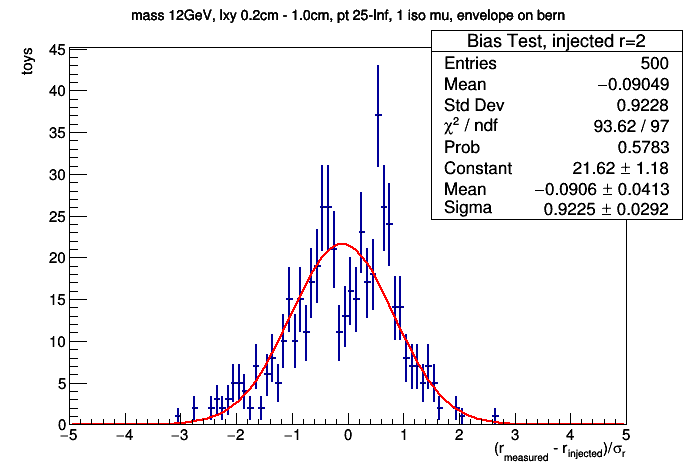 mass 12GeV, lxy 0.2cm - 1.0cm, pt 25-Inf, 1 iso mu, envelope on bern
Bias Test, injected r=2
Entries 500
Mean −0.09049
Std Dev 0.9228
χ² / ndf 93.62 / 97
Prob 0.5783
Constant 21.62 ± 1.18
Mean −0.0906 ± 0.0413
Sigma 0.9225 ± 0.0292
toys
45
40
35
30
25
20
15
10
5
0
−5 −4 −3 −2 −1 0 1 2 3 4 5
(r_measured - r_injected)/σ_r